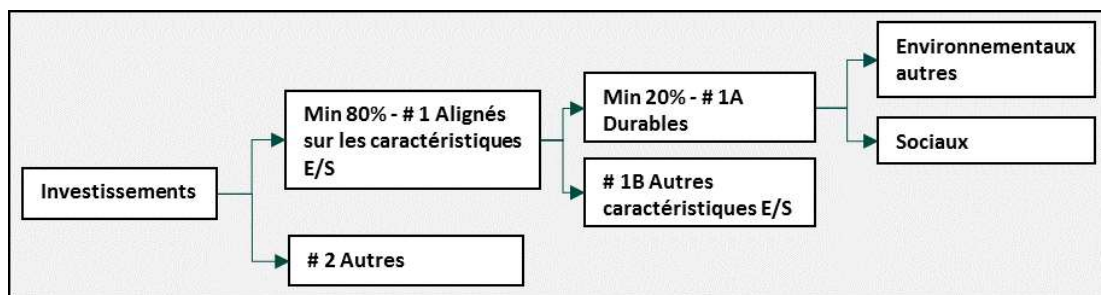 Investissements
Min 80% - # 1 Alignés
sur les caractéristiques
E/S
# 2 Autres
Min 20% - # 1A
Durables
# 1B Autres
caractéristiques E/S
Environnementaux
autres
Sociaux